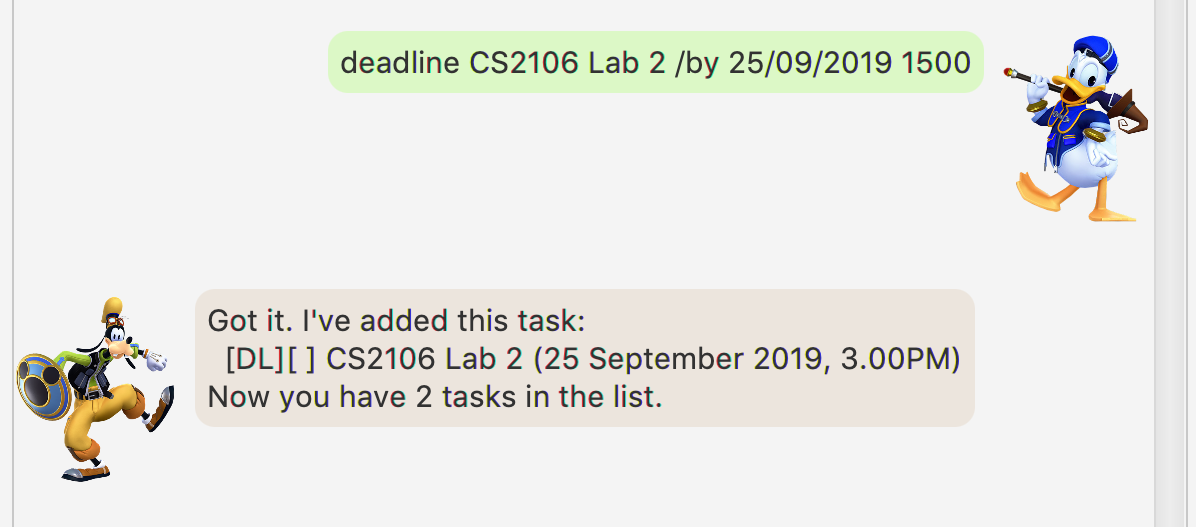 deadline CS2106 Lab 2 /by 25/09/2019 1500
Got it. I've added this task:
[DL][ ] CS2106 Lab 2 (25 September 2019, 3.00PM)
Now you have 2 tasks in the list.